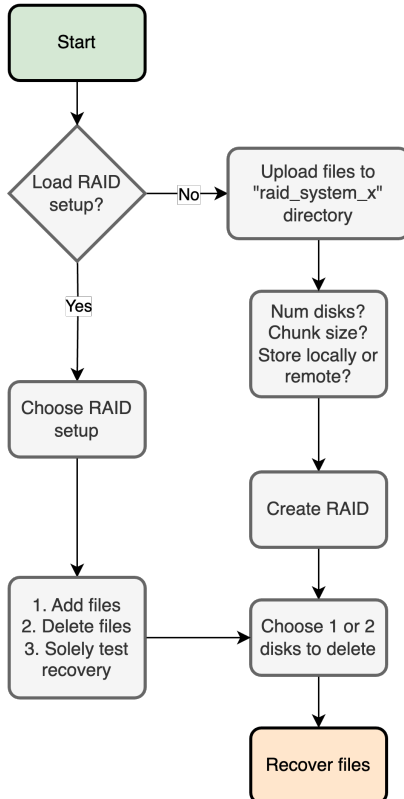 Start
Load RAID
setup?
No
Upload files to
"raid_system_x"
directory
Yes
Num disks?
Chunk size?
Store locally or
remote?
Choose RAID
setup
Create RAID
1. Add files
2. Delete files
3. Solely test
recovery
Choose 1 or 2
disks to delete
Recover files